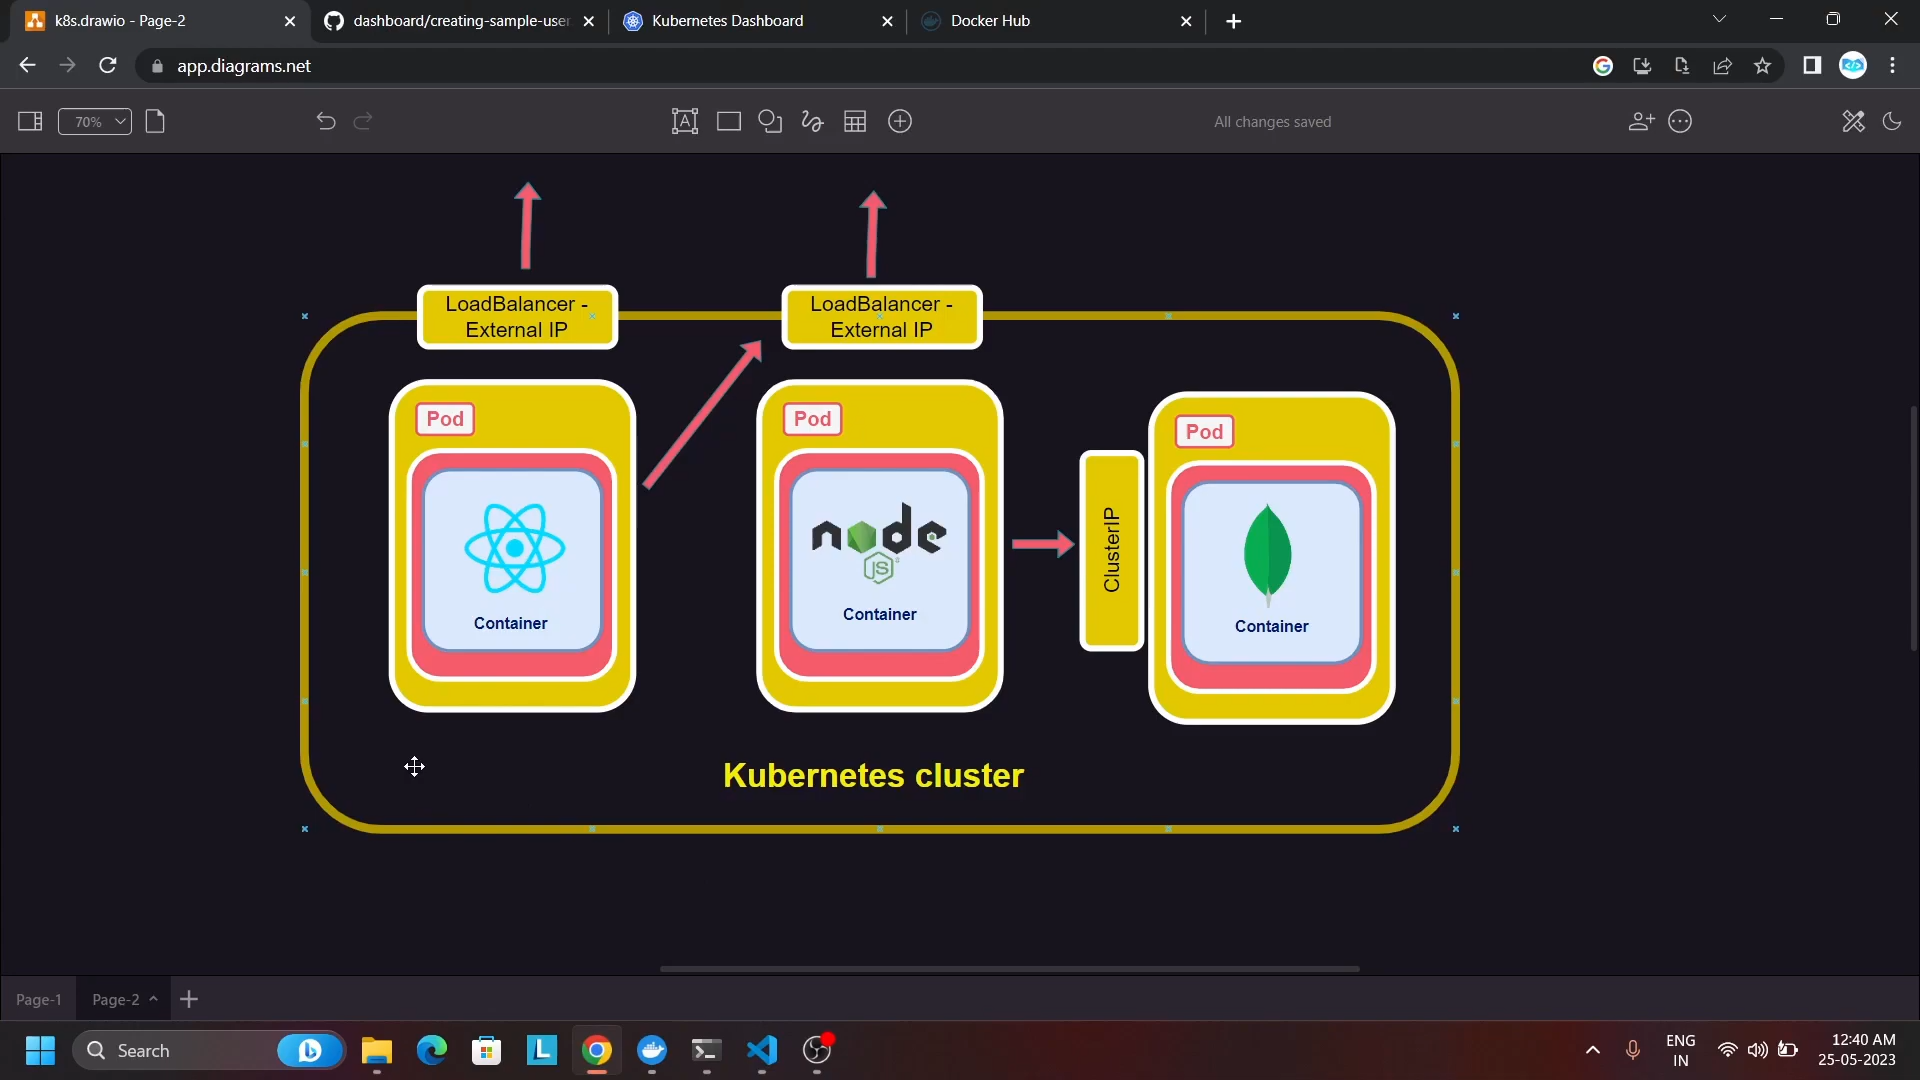 k8s.drawio - Page-2
dashboard/creating-sample-user
Kubernetes Dashboard
Docker Hub
app.diagrams.net
70%
A
All changes saved
LoadBalancer -
External IP
LoadBalancer -
External IP
Pod
Pod
Pod
node
JS
ClusterIP
Container
Container
Container
Kubernetes cluster
Page-1
Page-2
Search
L
ENG
IN
12:40 AM
25-05-2023